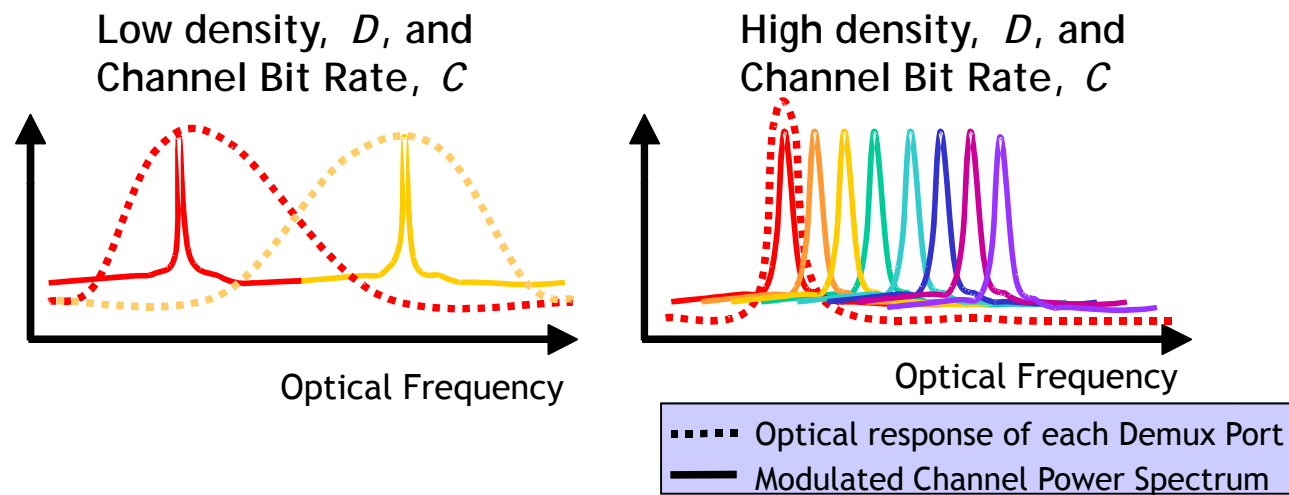 Low density, D, and
Channel Bit Rate, C
High density, D, and
Channel Bit Rate, C
Optical Frequency
Optical Frequency
Optical response of each Demux Port
Modulated Channel Power Spectrum